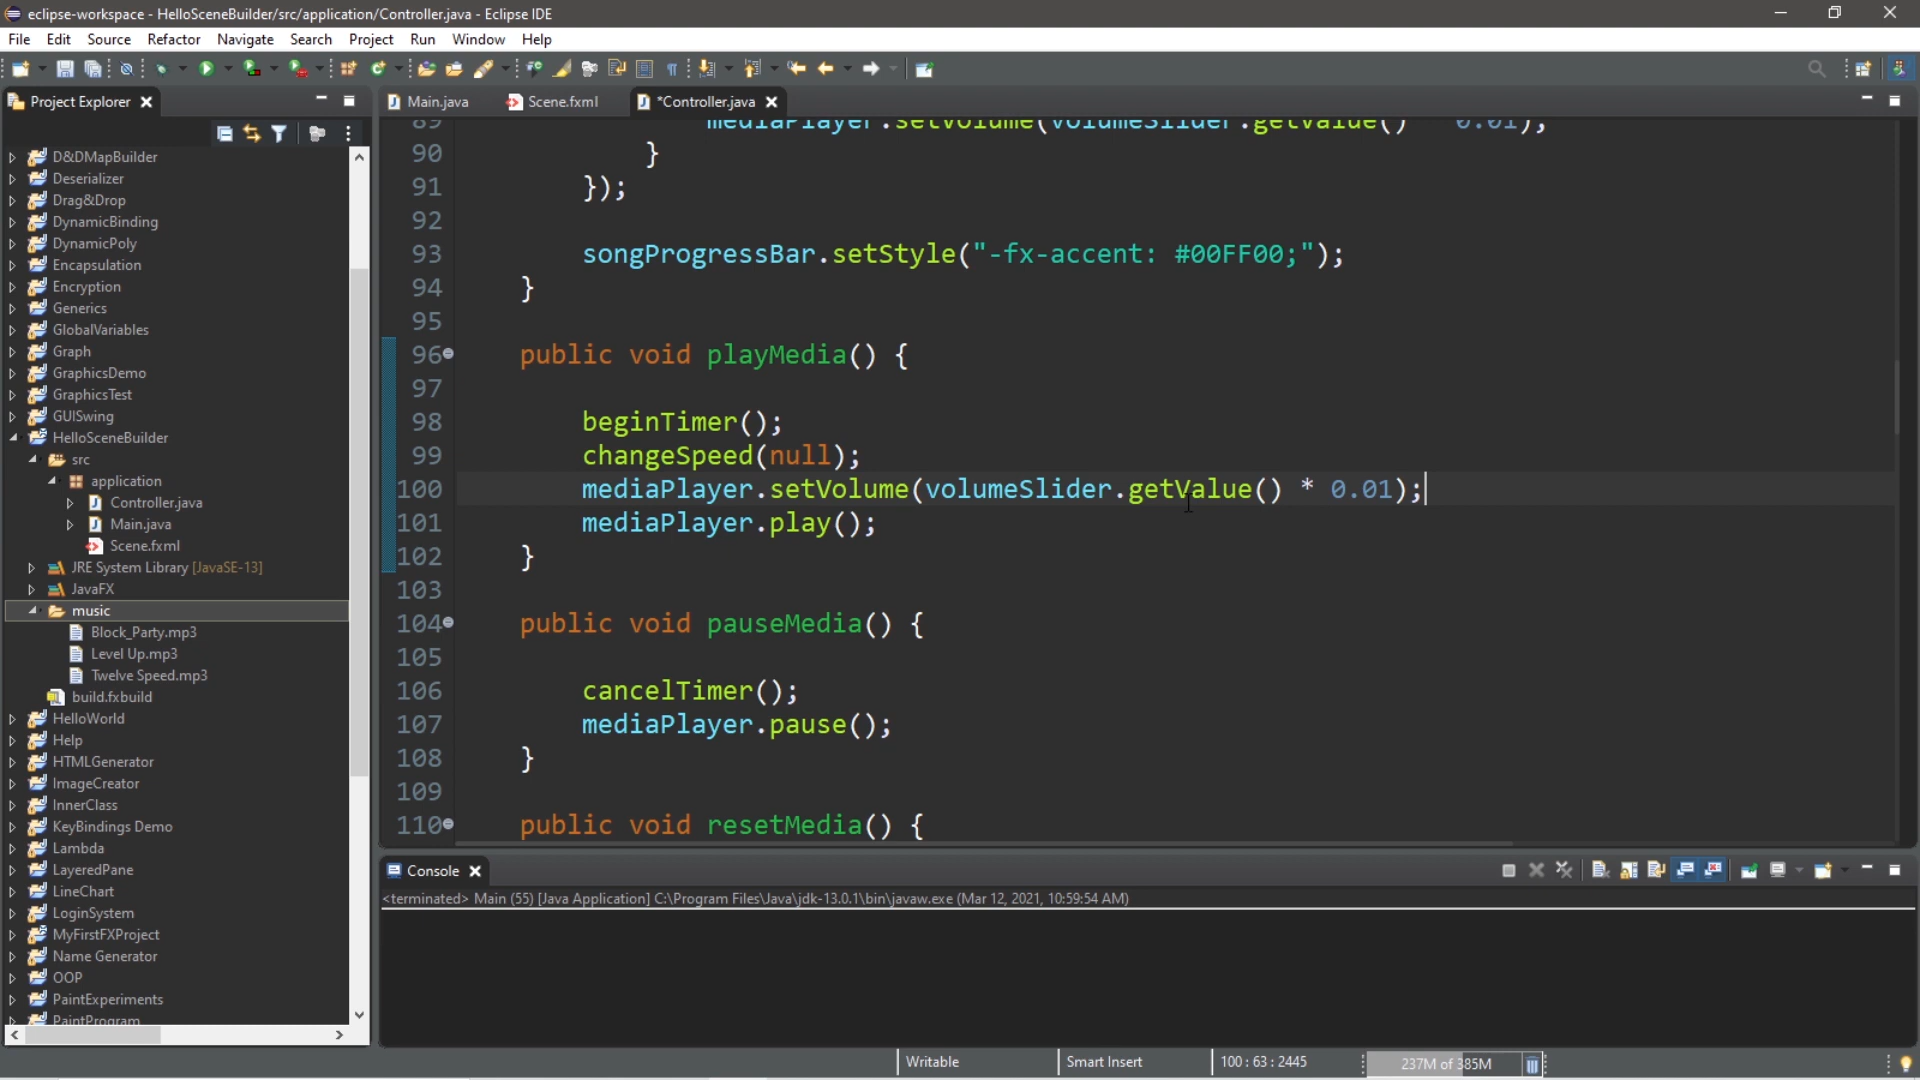 eclipse-workspace - HelloSceneBuilder/src/application/Controller.java - Eclipse IDE
File Edit Source Refactor Navigate Search Project Run Window Help
Project Explorer
Main.java Scene.fxml *Controller.java
D&DMapBuilder
Deserializer
Drag&Drop
DynamicBinding
DynamicPoly
Encapsulation
Encryption
Generics
GlobalVariables
Graph
GraphicsDemo
GraphicsTest
GUISwing
HelloSceneBuilder
src
application
Controller.java
Main.java
Scene.fxml
JRE System Library [JavaSE-13]
JavaFX
music
Block_Party.mp3
Level Up.mp3
Twelve Speed.mp3
build.fxbuild
HelloWorld
Help
HTMLGenerator
ImageCreator
InnerClass
KeyBindings Demo
Lambda
LayeredPane
LineChart
LoginSystem
MyFirstFXProject
Name Generator
OOP
PaintExperiments
PaintProgram
89 mediaPlayer.setVolume(volumeSlider.getValue() 0.01);
90 }
91 });
92
93 songProgressBar.setStyle("-fx-accent: #00FF00;");
94 }
95
96 public void playMedia() {
97
98 beginTimer();
99 changeSpeed(null);
100 mediaPlayer.setVolume(volumeSlider.getValue() * 0.01);
101 mediaPlayer.play();
102 }
103
104 public void pauseMedia() {
105
106 cancelTimer();
107 mediaPlayer.pause();
108 }
109
110 public void resetMedia() {
Console
<terminated> Main (55) [Java Application] C:\Program Files\Java\jdk-13.0.1\bin\javaw.exe (Mar 12, 2021, 10:59:54 AM)
Writable Smart Insert 100 : 63 : 2445 237M of 385M